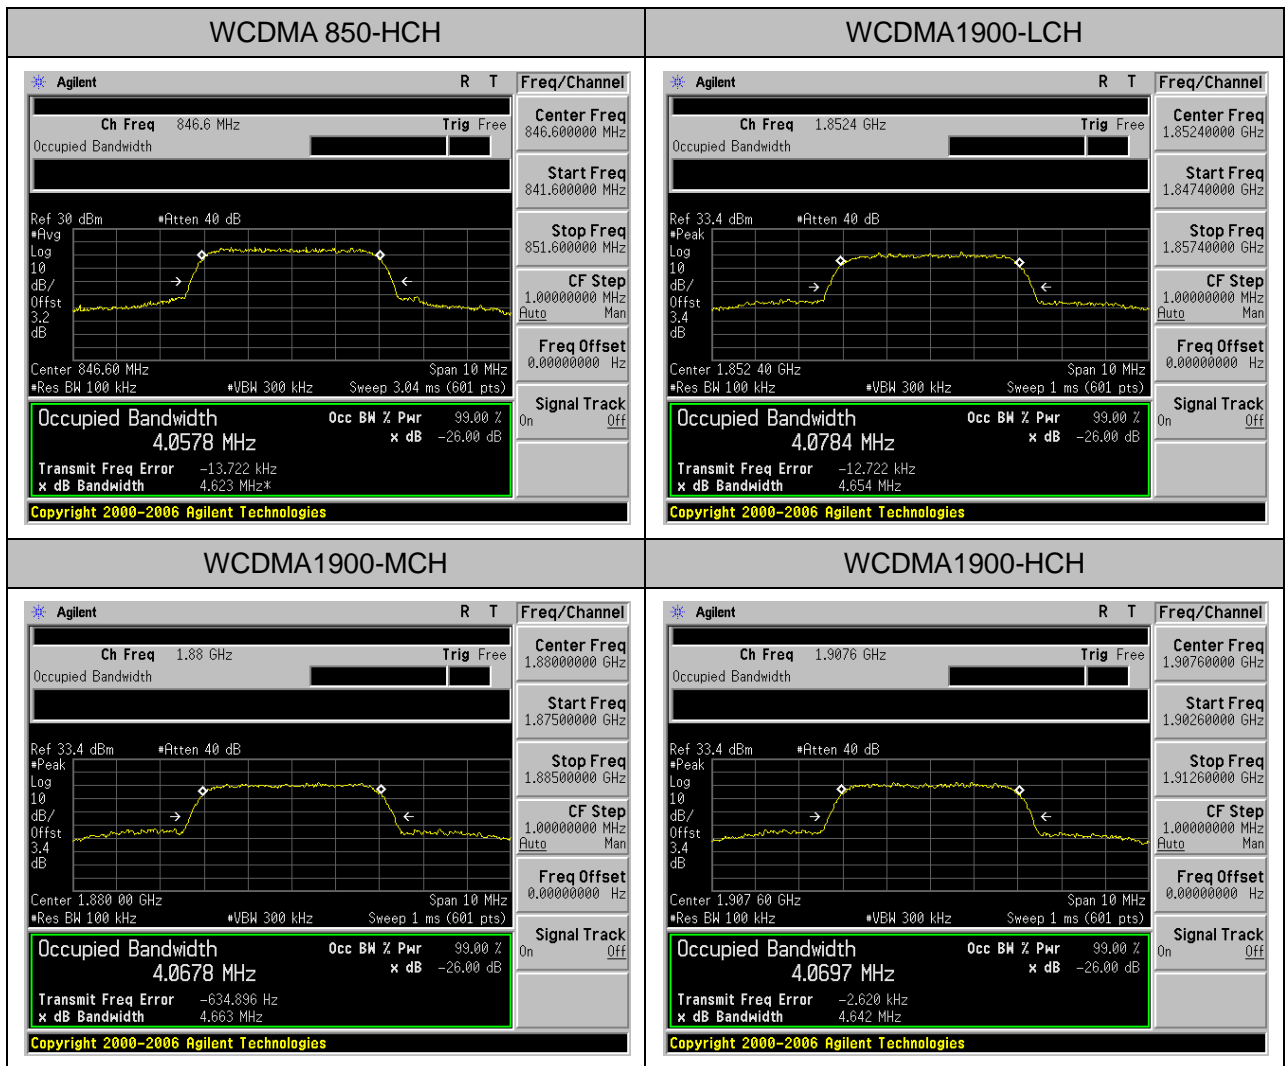 WCDMA 850-HCH
Agilent R T
Ch Freq 846.6 MHz Trig Free
Occupied Bandwidth
Ref 30 dBm #Atten 40 dB
#Avg
Log
10
dB/
Offst
3.2
dB
Center 846.60 MHz Span 10 MHz
#Res BW 100 kHz #VBW 300 kHz Sweep 3.04 ms (601 pts)
Occupied Bandwidth Occ BW % Pwr 99.00 %
4.0578 MHz x dB -26.00 dB
Transmit Freq Error -13.722 kHz
x dB Bandwidth 4.623 MHz*
Copyright 2000-2006 Agilent Technologies
Freq/Channel
Center Freq
846.600000 MHz
Start Freq
841.600000 MHz
Stop Freq
851.600000 MHz
CF Step
1.00000000 MHz
Auto Man
Freq Offset
0.00000000 Hz
Signal Track
On Off
WCDMA1900-LCH
Agilent R T
Ch Freq 1.8524 GHz Trig Free
Occupied Bandwidth
Ref 33.4 dBm #Atten 40 dB
#Peak
Log
10
dB/
Offst
3.4
dB
Center 1.852 40 GHz Span 10 MHz
#Res BW 100 kHz #VBW 300 kHz Sweep 1 ms (601 pts)
Occupied Bandwidth Occ BW % Pwr 99.00 %
4.0784 MHz x dB -26.00 dB
Transmit Freq Error -12.722 kHz
x dB Bandwidth 4.654 MHz
Copyright 2000-2006 Agilent Technologies
Freq/Channel
Center Freq
1.85240000 GHz
Start Freq
1.84740000 GHz
Stop Freq
1.85740000 GHz
CF Step
1.00000000 MHz
Auto Man
Freq Offset
0.00000000 Hz
Signal Track
On Off
WCDMA1900-MCH
Agilent R T
Ch Freq 1.88 GHz Trig Free
Occupied Bandwidth
Ref 33.4 dBm #Atten 40 dB
#Peak
Log
10
dB/
Offst
3.4
dB
Center 1.880 00 GHz Span 10 MHz
#Res BW 100 kHz #VBW 300 kHz Sweep 1 ms (601 pts)
Occupied Bandwidth Occ BW % Pwr 99.00 %
4.0678 MHz x dB -26.00 dB
Transmit Freq Error -634.896 Hz
x dB Bandwidth 4.663 MHz
Copyright 2000-2006 Agilent Technologies
Freq/Channel
Center Freq
1.88000000 GHz
Start Freq
1.87500000 GHz
Stop Freq
1.88500000 GHz
CF Step
1.00000000 MHz
Auto Man
Freq Offset
0.00000000 Hz
Signal Track
On Off
WCDMA1900-HCH
Agilent R T
Ch Freq 1.9076 GHz Trig Free
Occupied Bandwidth
Ref 33.4 dBm #Atten 40 dB
#Peak
Log
10
dB/
Offst
3.4
dB
Center 1.907 60 GHz Span 10 MHz
#Res BW 100 kHz #VBW 300 kHz Sweep 1 ms (601 pts)
Occupied Bandwidth Occ BW % Pwr 99.00 %
4.0697 MHz x dB -26.00 dB
Transmit Freq Error -2.620 kHz
x dB Bandwidth 4.642 MHz
Copyright 2000-2006 Agilent Technologies
Freq/Channel
Center Freq
1.90760000 GHz
Start Freq
1.90260000 GHz
Stop Freq
1.91260000 GHz
CF Step
1.00000000 MHz
Auto Man
Freq Offset
0.00000000 Hz
Signal Track
On Off